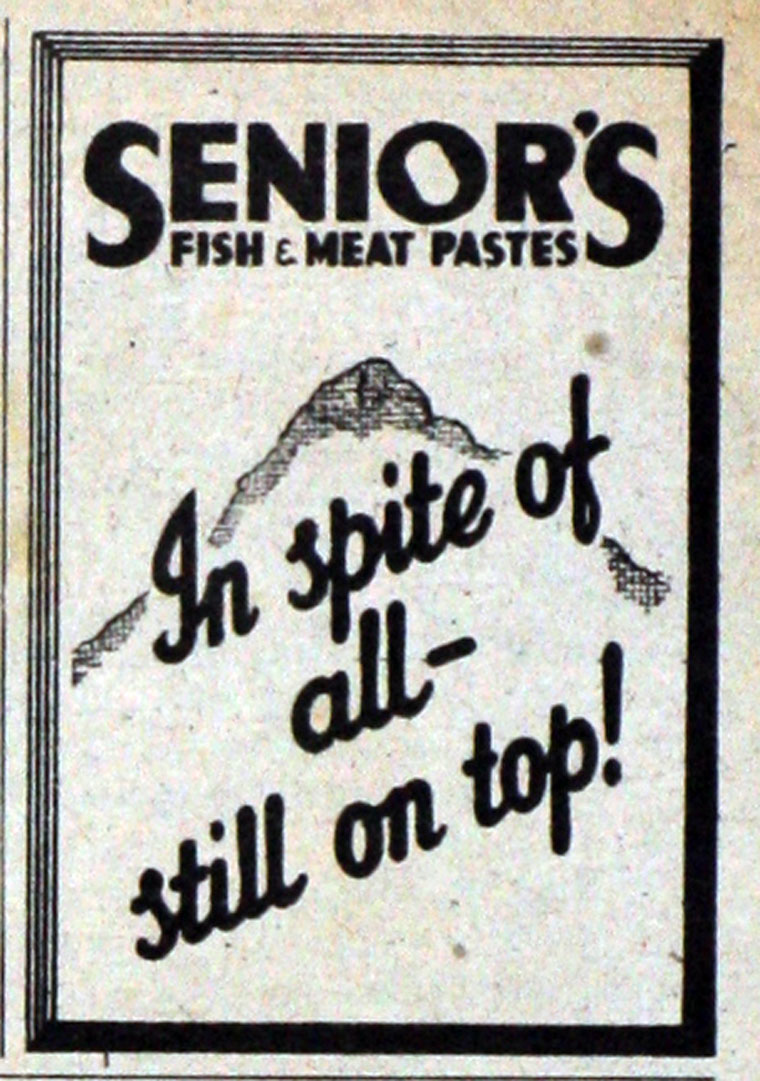 SENIOR'S
FISH & MEAT PASTES
In spite of
all-
still on top!